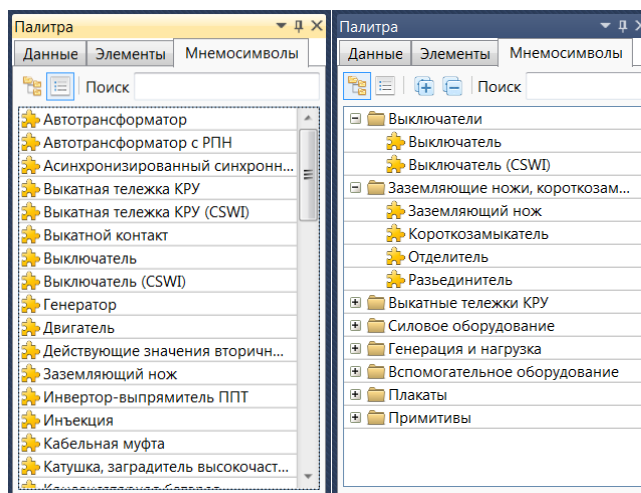 Палитра
Данные Элементы Мнемосимволы
Поиск
Автотрансформатор
Автотрансформатор с РПН
Асинхронизированный синхронн...
Выкатная тележка КРУ
Выкатная тележка КРУ (CSWI)
Выкатной контакт
Выключатель
Выключатель (CSWI)
Генератор
Двигатель
Действующие значения вторичн...
Заземляющий нож
Инвертор-выпрямитель ППТ
Инъекция
Кабельная муфта
Катушка, заградитель высокочаст...
Палитра
Данные Элементы Мнемосимволы
Поиск
Выключатели
Выключатель
Выключатель (CSWI)
Заземляющие ножи, короткозам...
Заземляющий нож
Короткозамыкатель
Отделитель
Разьединитель
Выкатные тележки КРУ
Силовое оборудование
Генерация и нагрузка
Вспомогательное оборудование
Плакаты
Примитивы